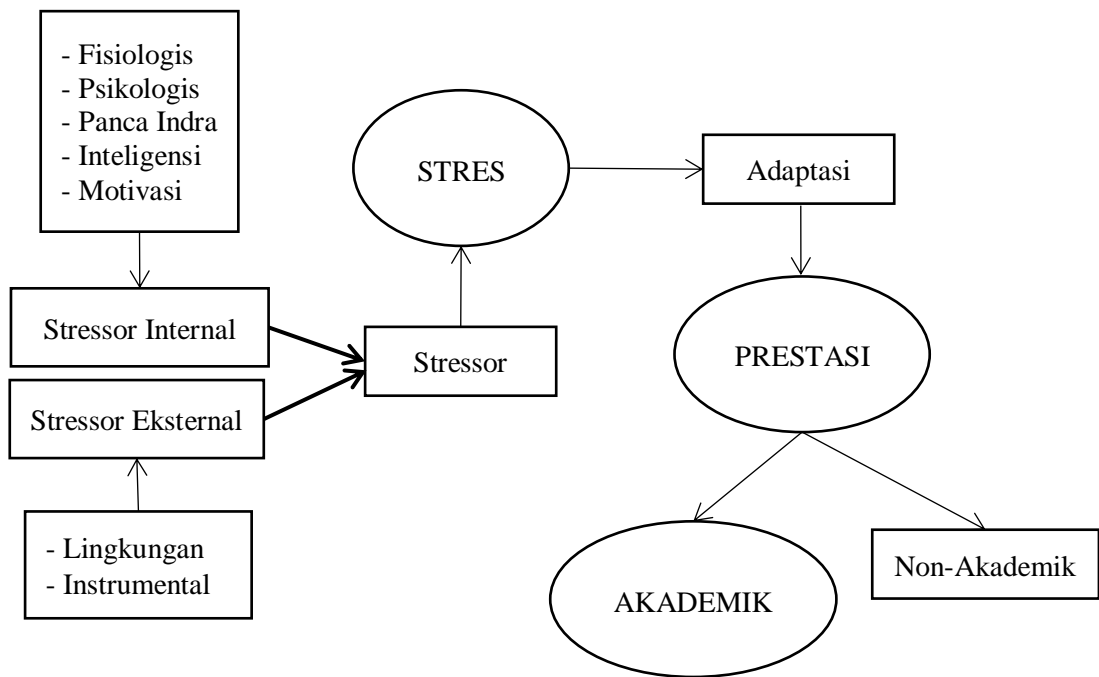 - Fisiologis
- Psikologis
- Panca Indra
- Inteligensi
- Motivasi
Stressor Internal
Stressor Eksternal
- Lingkungan
- Instrumental
Stressor
STRES
Adaptasi
PRESTASI
AKADEMIK
Non-Akademik